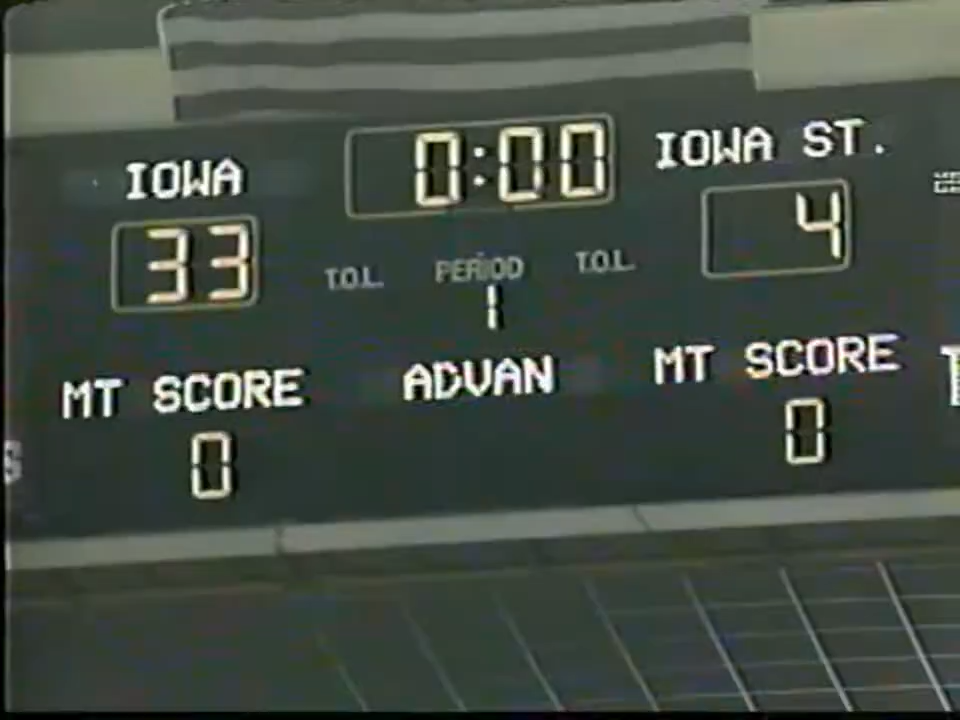 IOWA 0:00 IOWA ST.
33 4
T.O.L. PERIOD T.O.L.
1
MT SCORE ADVAN MT SCORE
0 0